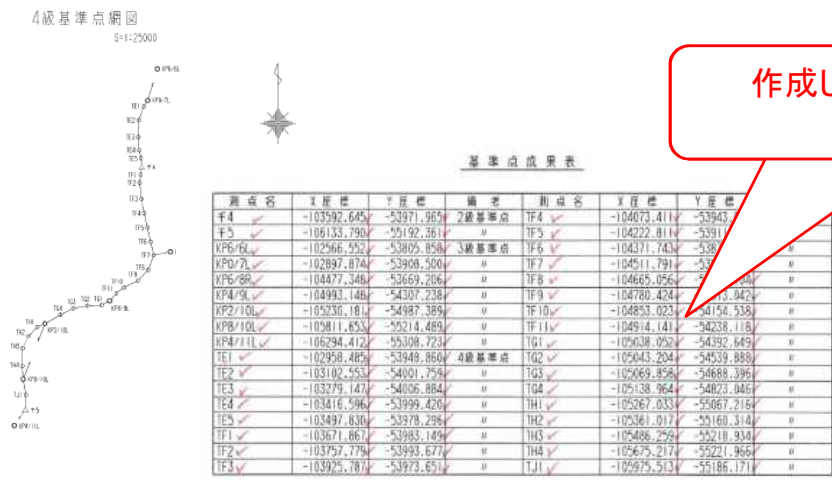 4級基準点網図
S=1:25000
作成し
基準点成果表
測点名 X座標 Y座標 備考 測点名 X座標 Y座標
〒4 -103592.645 -53971.965 2級基準点 TF4 -104073.411 -53943.
〒5 -106133.790 -55192.361 〃 TF5 -104222.811 -5391
KP6/6L -102566.552 -53805.858 3級基準点 TF6 -104371.743 -538 〃
KP0/7L -102897.874 -53908.500 〃 TF7 -104511.791 -53 〃
KP6/8R -104477.348 -53669.206 〃 TF8 -104665.056 〃
KP4/9L -104993.148 -54307.238 〃 TF9 -104780.424 〃
KP2/10L -105230.181 -54987.389 〃 TF10 -104853.023 -54154.538 〃
KP8/10L -105811.653 -55214.489 〃 TF11 -104914.141 -54238.118 〃
KP4/11L -106294.412 -55308.723 〃 TG1 -105038.052 -54392.649 〃
TE1 -102958.485 -53948.860 4級基準点 TG2 -105043.204 -54539.888 〃
TE2 -103102.553 -54001.759 〃 TG3 -105069.858 -54688.396 〃
TE3 -103279.147 -54006.884 〃 TG4 -105138.964 -54823.046 〃
TE4 -103416.596 -53999.420 〃 TH1 -105267.033 -55067.216 〃
TE5 -103497.830 -53978.296 〃 TH2 -105361.017 -55160.314 〃
TF1 -103671.867 -53983.149 〃 TH3 -105486.259 -55218.934 〃
TF2 -103757.779 -53993.677 〃 TH4 -105675.217 -55221.966 〃
TF3 -103925.787 -53973.651 〃 TJ1 -105975.513 -55186.171 〃
KP6/6L
KP0/7L
TE1
TE2
TE3
TE4
TE5
〒4
TF1
TF2
TF3
TF4
TF5
TF6
TF7
TF8
TF9
TF10
TF11
KP4/9L
TG1
TG2
TG3
TG4
KP2/10L
TH1
TH2
TH3
TH4
KP8/10L
TJ1
〒5
KP4/11L